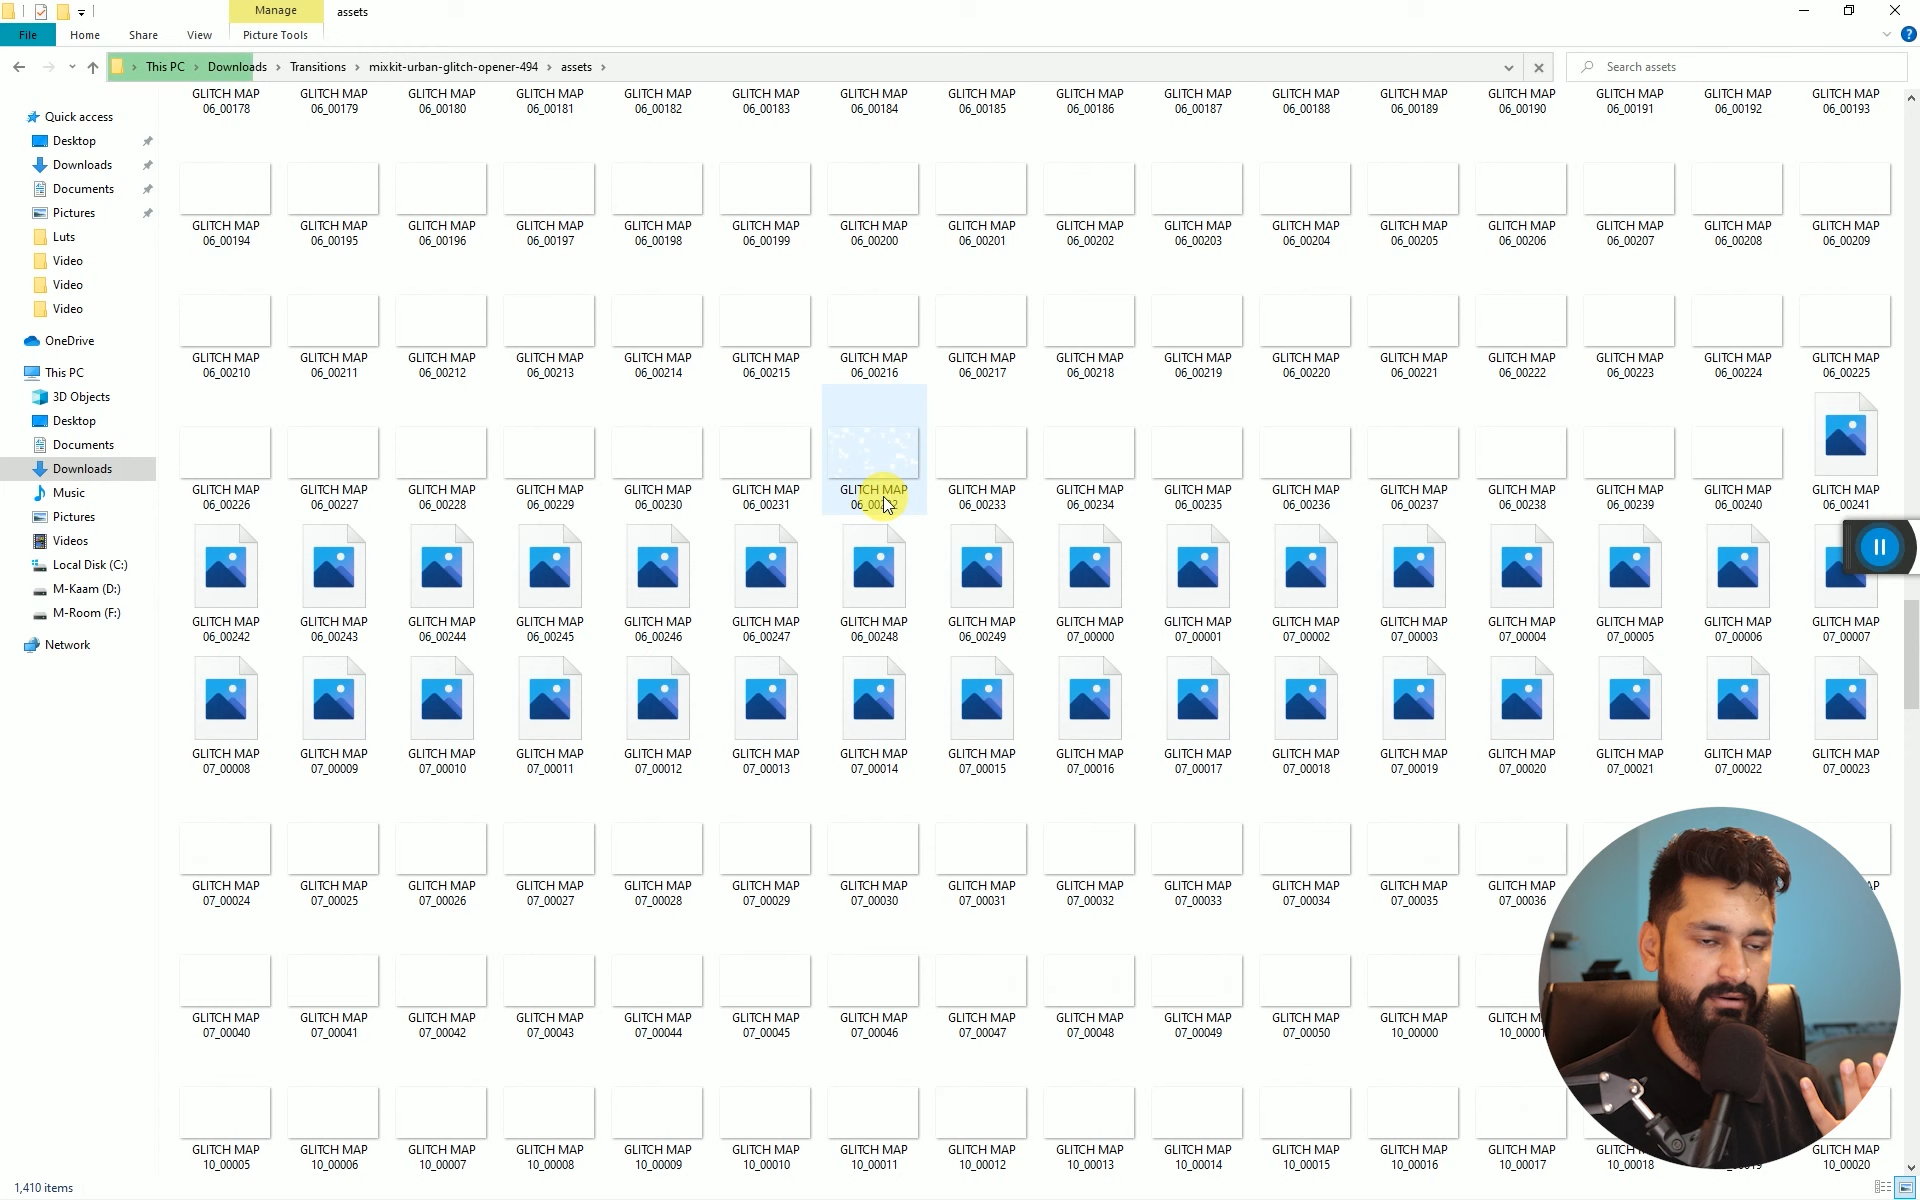 Manage
assets
File
Home
Share
View
Picture Tools
This PC
Downloads
Transitions
mixkit-urban-glitch-opener-494
assets
Search assets
Quick access
Desktop
Downloads
Documents
Pictures
Luts
Video
Video
Video
OneDrive
This PC
3D Objects
Desktop
Documents
Downloads
Music
Pictures
Videos
Local Disk (C:)
M-Kaam (D:)
M-Room (F:)
Network
GLITCH MAP GLITCH MAP GLITCH MAP GLITCH MAP GLITCH MAP GLITCH MAP GLITCH MAP GLITCH MAP GLITCH MAP GLITCH MAP GLITCH MAP GLITCH MAP GLITCH MAP GLITCH MAP GLITCH MAP GLITCH MAP
06_00178 06_00179 06_00180 06_00181 06_00182 06_00183 06_00184 06_00185 06_00186 06_00187 06_00188 06_00189 06_00190 06_00191 06_00192 06_00193
GLITCH MAP GLITCH MAP GLITCH MAP GLITCH MAP GLITCH MAP GLITCH MAP GLITCH MAP GLITCH MAP GLITCH MAP GLITCH MAP GLITCH MAP GLITCH MAP GLITCH MAP GLITCH MAP GLITCH MAP GLITCH MAP
06_00194 06_00195 06_00196 06_00197 06_00198 06_00199 06_00200 06_00201 06_00202 06_00203 06_00204 06_00205 06_00206 06_00207 06_00208 06_00209
GLITCH MAP GLITCH MAP GLITCH MAP GLITCH MAP GLITCH MAP GLITCH MAP GLITCH MAP GLITCH MAP GLITCH MAP GLITCH MAP GLITCH MAP GLITCH MAP GLITCH MAP GLITCH MAP GLITCH MAP GLITCH MAP
06_00210 06_00211 06_00212 06_00213 06_00214 06_00215 06_00216 06_00217 06_00218 06_00219 06_00220 06_00221 06_00222 06_00223 06_00224 06_00225
GLITCH MAP GLITCH MAP GLITCH MAP GLITCH MAP GLITCH MAP GLITCH MAP GLITCH MAP GLITCH MAP GLITCH MAP GLITCH MAP GLITCH MAP GLITCH MAP GLITCH MAP GLITCH MAP GLITCH MAP GLITCH MAP
06_00226 06_00227 06_00228 06_00229 06_00230 06_00231 06_00233 06_00234 06_00235 06_00236 06_00237 06_00238 06_00239 06_00240 06_00241
GLITCH MAP GLITCH MAP GLITCH MAP GLITCH MAP GLITCH MAP GLITCH MAP GLITCH MAP GLITCH MAP GLITCH MAP GLITCH MAP GLITCH MAP GLITCH MAP GLITCH MAP GLITCH MAP GLITCH MAP GLITCH MAP
06_00242 06_00243 06_00244 06_00245 06_00246 06_00247 06_00248 06_00249 07_00000 07_00001 07_00002 07_00003 07_00004 07_00005 07_00006 07_00007
GLITCH MAP GLITCH MAP GLITCH MAP GLITCH MAP GLITCH MAP GLITCH MAP GLITCH MAP GLITCH MAP GLITCH MAP GLITCH MAP GLITCH MAP GLITCH MAP GLITCH MAP GLITCH MAP GLITCH MAP GLITCH MAP
07_00008 07_00009 07_00010 07_00011 07_00012 07_00013 07_00014 07_00015 07_00016 07_00017 07_00018 07_00019 07_00020 07_00021 07_00022 07_00023
GLITCH MAP GLITCH MAP GLITCH MAP GLITCH MAP GLITCH MAP GLITCH MAP GLITCH MAP GLITCH MAP GLITCH MAP GLITCH MAP GLITCH MAP GLITCH MAP GLITCH MAP
07_00024 07_00025 07_00026 07_00027 07_00028 07_00029 07_00030 07_00031 07_00032 07_00033 07_00034 07_00035 07_00036
GLITCH MAP GLITCH MAP GLITCH MAP GLITCH MAP GLITCH MAP GLITCH MAP GLITCH MAP GLITCH MAP GLITCH MAP GLITCH MAP GLITCH MAP GLITCH MAP GLITCH
07_00040 07_00041 07_00042 07_00043 07_00044 07_00045 07_00046 07_00047 07_00048 07_00049 07_00050 10_00000 10_00001
GLITCH MAP GLITCH MAP GLITCH MAP GLITCH MAP GLITCH MAP GLITCH MAP GLITCH MAP GLITCH MAP GLITCH MAP GLITCH MAP GLITCH MAP GLITCH MAP GLITCH MAP GLITCH GLITCH MAP
10_00005 10_00006 10_00007 10_00008 10_00009 10_00010 10_00011 10_00012 10_00013 10_00014 10_00015 10_00016 10_00017 10_00018 10_00020
1,410 items